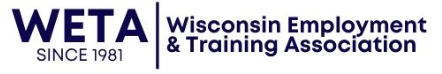 WETA
SINCE 1981
Wisconsin Employment
& Training Association